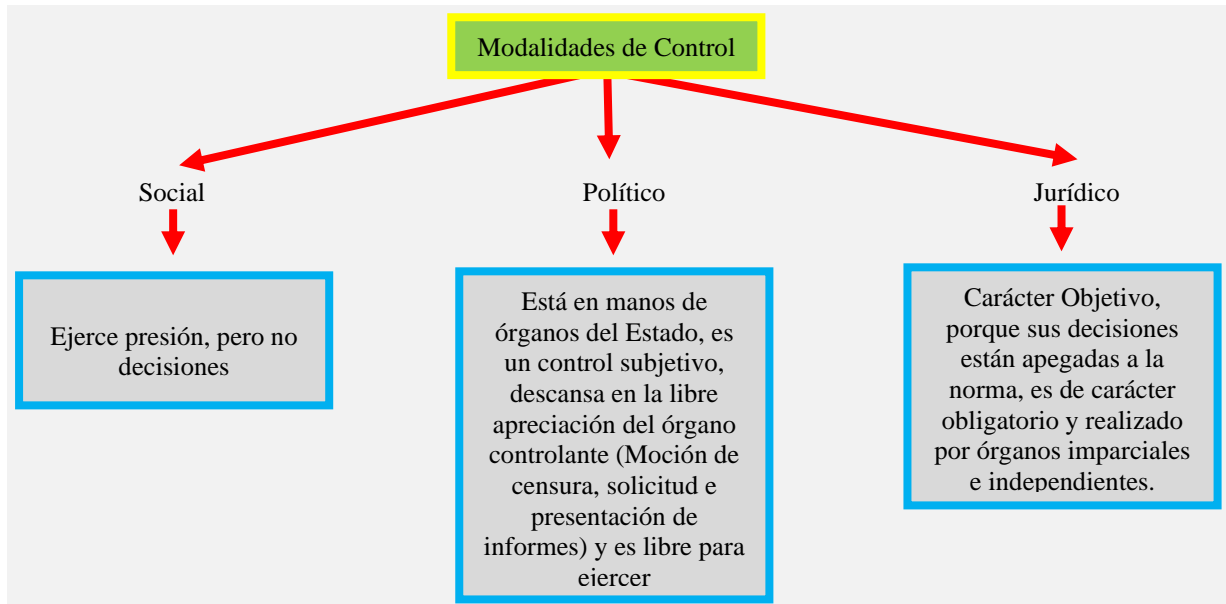 Modalidades de Control
Social
Político
Jurídico
Ejerce presión, pero no
decisiones
Está en manos de
órganos del Estado, es
un control subjetivo,
descansa en la libre
apreciación del órgano
controlante (Moción de
censura, solicitud e
presentación de
informes) y es libre para
ejercer
Carácter Objetivo,
porque sus decisiones
están apegadas a la
norma, es de carácter
obligatorio y realizado
por órganos imparciales
e independientes.